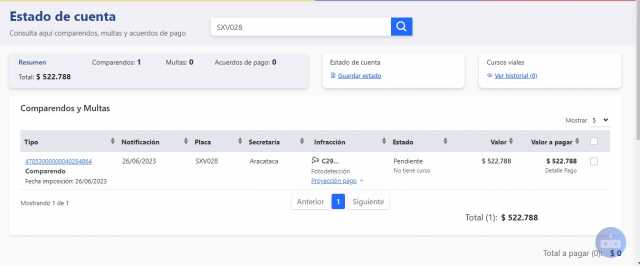 Estado de cuenta
Consulta aquí comparendos, multas y acuerdos de pago
SXV028
Resumen Comparendos: 1 Multas: 0 Acuerdos de pago: 0
Total: $ 522.788
Estado de cuenta
Guardar estado
Cursos viales
Ver historial (0)
Comparendos y Multas
Mostrar 5
Tipo Notificación Placa Secretaría Infracción Estado Valor Valor a pagar
47053000000040294864 26/06/2023 SXV028 Aracataca C29... Pendiente $ 522.788 $ 522.788
Comparendo Fotodetección No tiene curso Detalle Pago
Fecha imposición: 26/06/2023 Proyección pago
Mostrando 1 de 1
Anterior 1 Siguiente
Total (1): $ 522.788
Total a pagar (0): $ 0